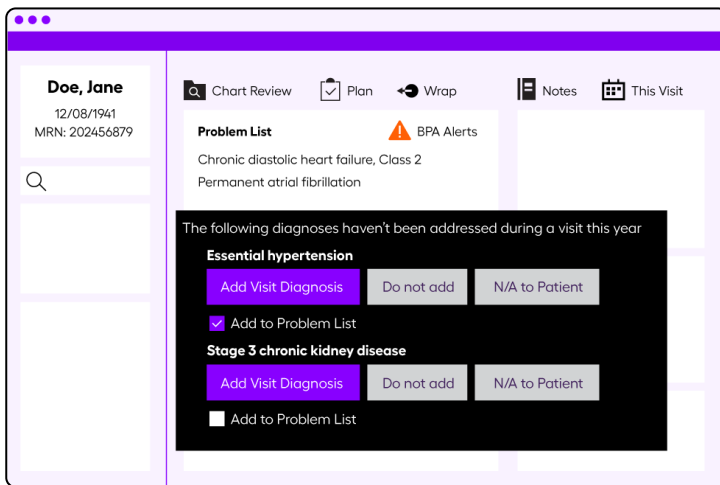 Doe, Jane
12/08/1941
MRN: 202456879
Chart Review
Plan
Wrap
Notes
This Visit
Problem List
BPA Alerts
Chronic diastolic heart failure, Class 2
Permanent atrial fibrillation
The following diagnoses haven't been addressed during a visit this year
Essential hypertension
Add Visit Diagnosis
Do not add
N/A to Patient
Add to Problem List
Stage 3 chronic kidney disease
Add Visit Diagnosis
Do not add
N/A to Patient
Add to Problem List